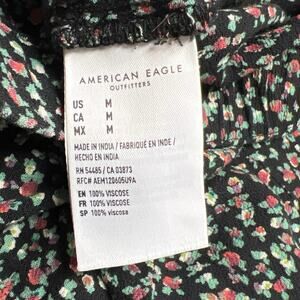 AMERICAN EAGLE
OUTFITTERS
US M
CA M
MX M
MADE IN INDIA / FABRIQUÉ EN INDE /
HECHO EN INDIA
RN 54485 / CA 03873
RFC# AEM120605U9A
EN 100% VISCOSE
FR 100% VISCOSE
SP 100% viscosa